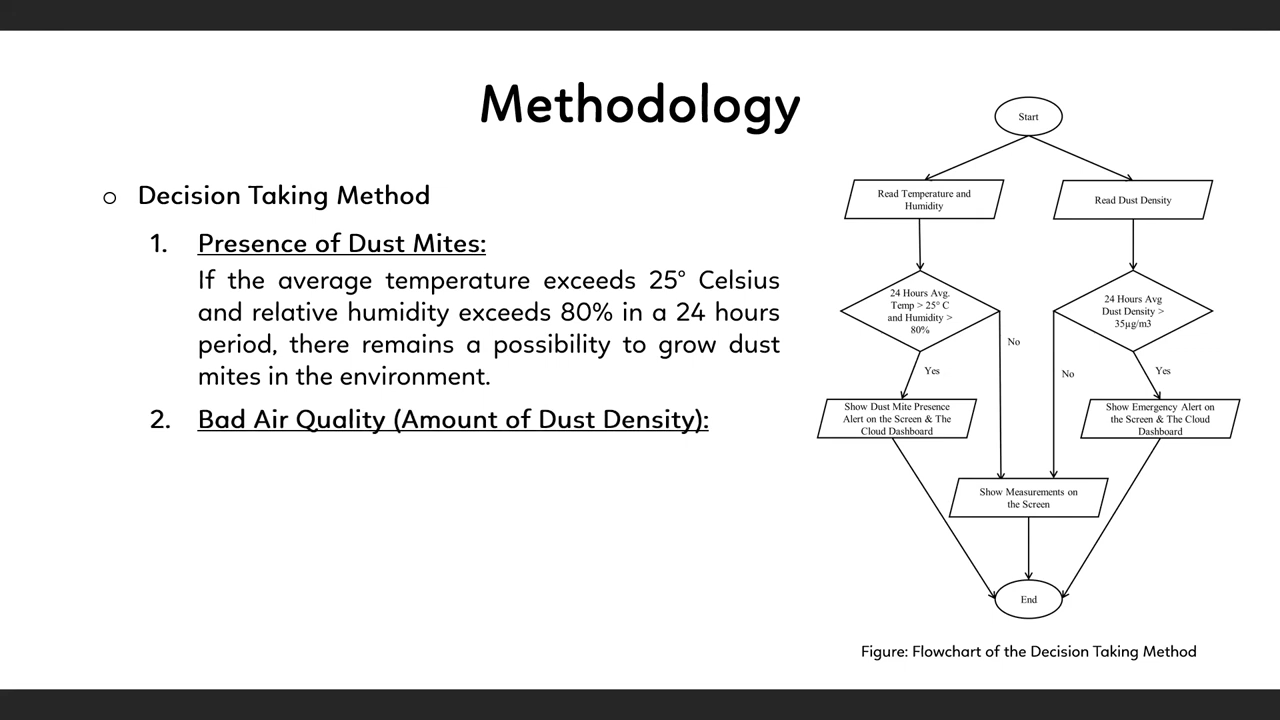 Methodology
o Decision Taking Method
1. Presence of Dust Mites:
If the average temperature exceeds 25° Celsius
and relative humidity exceeds 80% in a 24 hours
period, there remains a possibility to grow dust
mites in the environment.
2. Bad Air Quality (Amount of Dust Density):
Start
Read Temperature and
Humidity
Read Dust Density
24 Hours Avg.
Temp > 25° C
and Humidity >
80%
24 Hours Avg
Dust Density >
35µg/m3
No
No
Yes
Yes
Show Dust Mite Presence
Alert on the Screen & The
Cloud Dashboard
Show Emergency Alert on
the Screen & The Cloud
Dashboard
Show Measurements on
the Screen
End
Figure: Flowchart of the Decision Taking Method